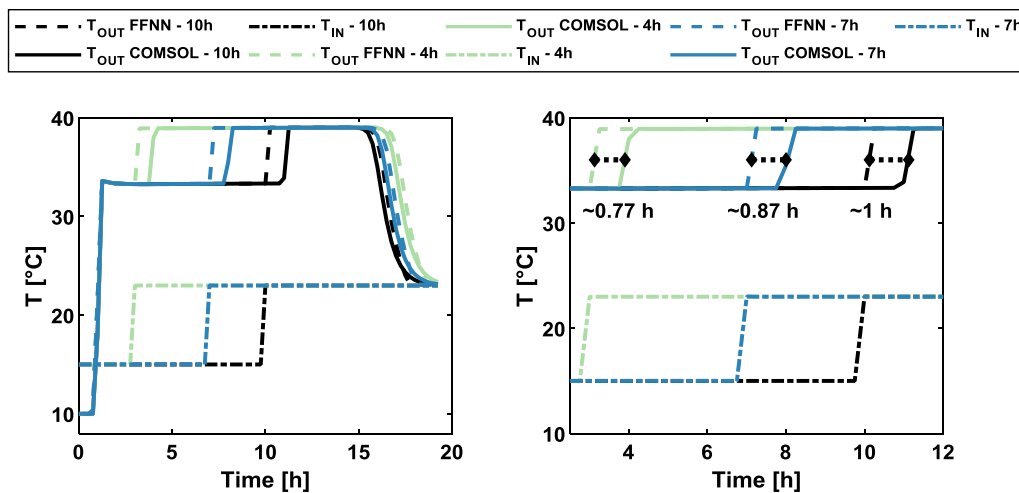 T_OUT FFNN - 10h T_IN - 10h T_OUT COMSOL - 4h T_OUT FFNN - 7h T_IN - 7h
T_OUT COMSOL - 10h T_OUT FFNN - 4h T_IN - 4h T_OUT COMSOL - 7h
40
30
20
10
T [°C]
0 5 10 15 20
Time [h]
40
30
20
10
T [°C]
~0.77 h ~0.87 h ~1 h
4 6 8 10 12
Time [h]